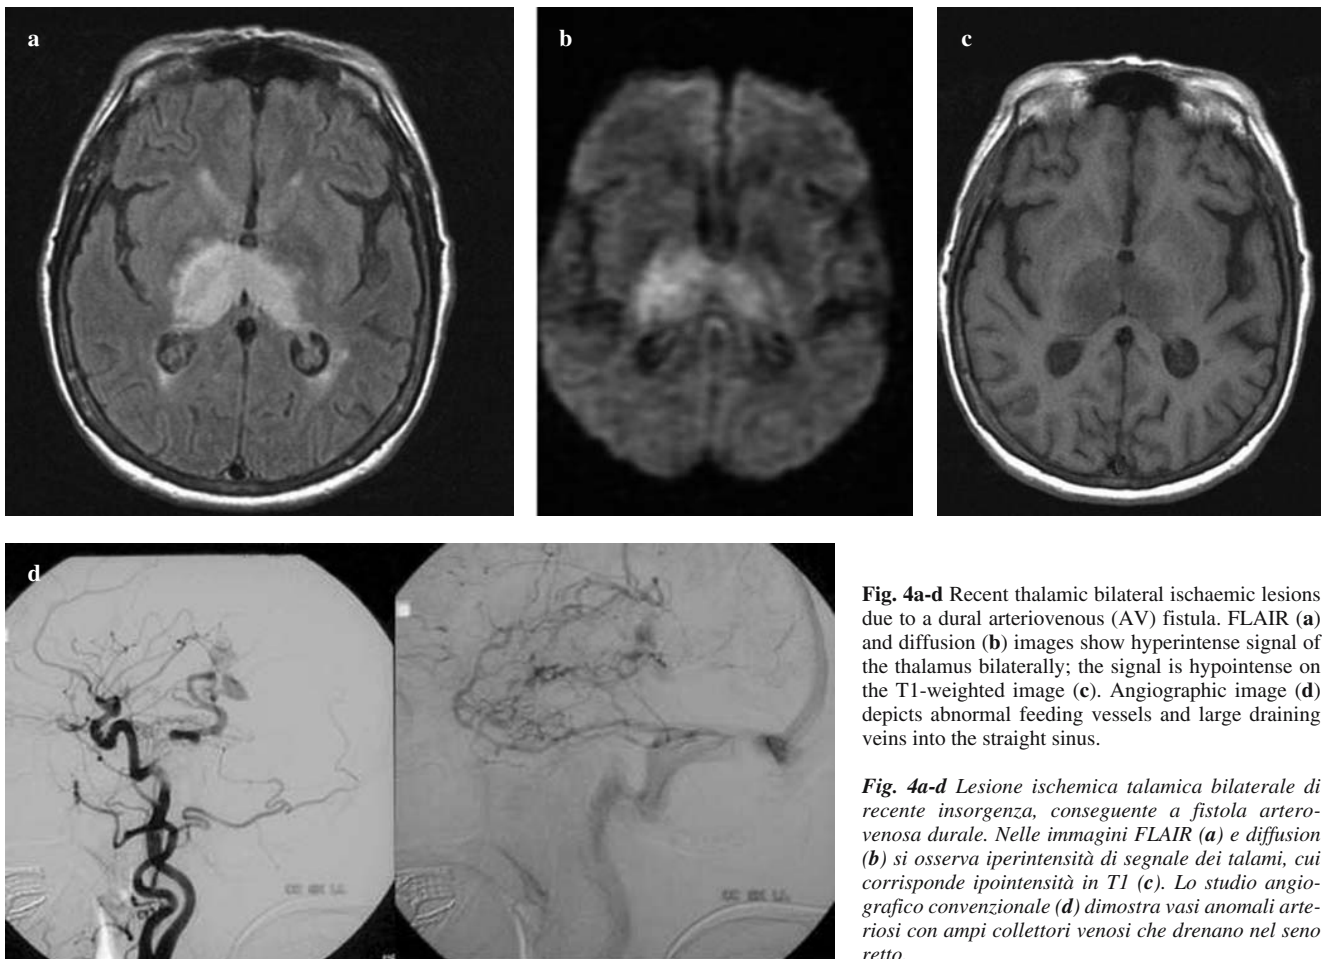 a
b
c
d
Fig. 4a-d Recent thalamic bilateral ischaemic lesions
due to a dural arteriovenous (AV) fistula. FLAIR (a)
and diffusion (b) images show hyperintense signal of
the thalamus bilaterally; the signal is hypointense on
the T1-weighted image (c). Angiographic image (d)
depicts abnormal feeding vessels and large draining
veins into the straight sinus.
Fig. 4a-d Lesione ischemica talamica bilaterale di
recente insorgenza, conseguente a fistola artero-
venosa durale. Nelle immagini FLAIR (a) e diffusion
(b) si osserva iperintensità di segnale dei talami, cui
corrisponde ipointensità in T1 (c). Lo studio angio-
grafico convenzionale (d) dimostra vasi anomali arte-
riosi con ampi collettori venosi che drenano nel seno
retto